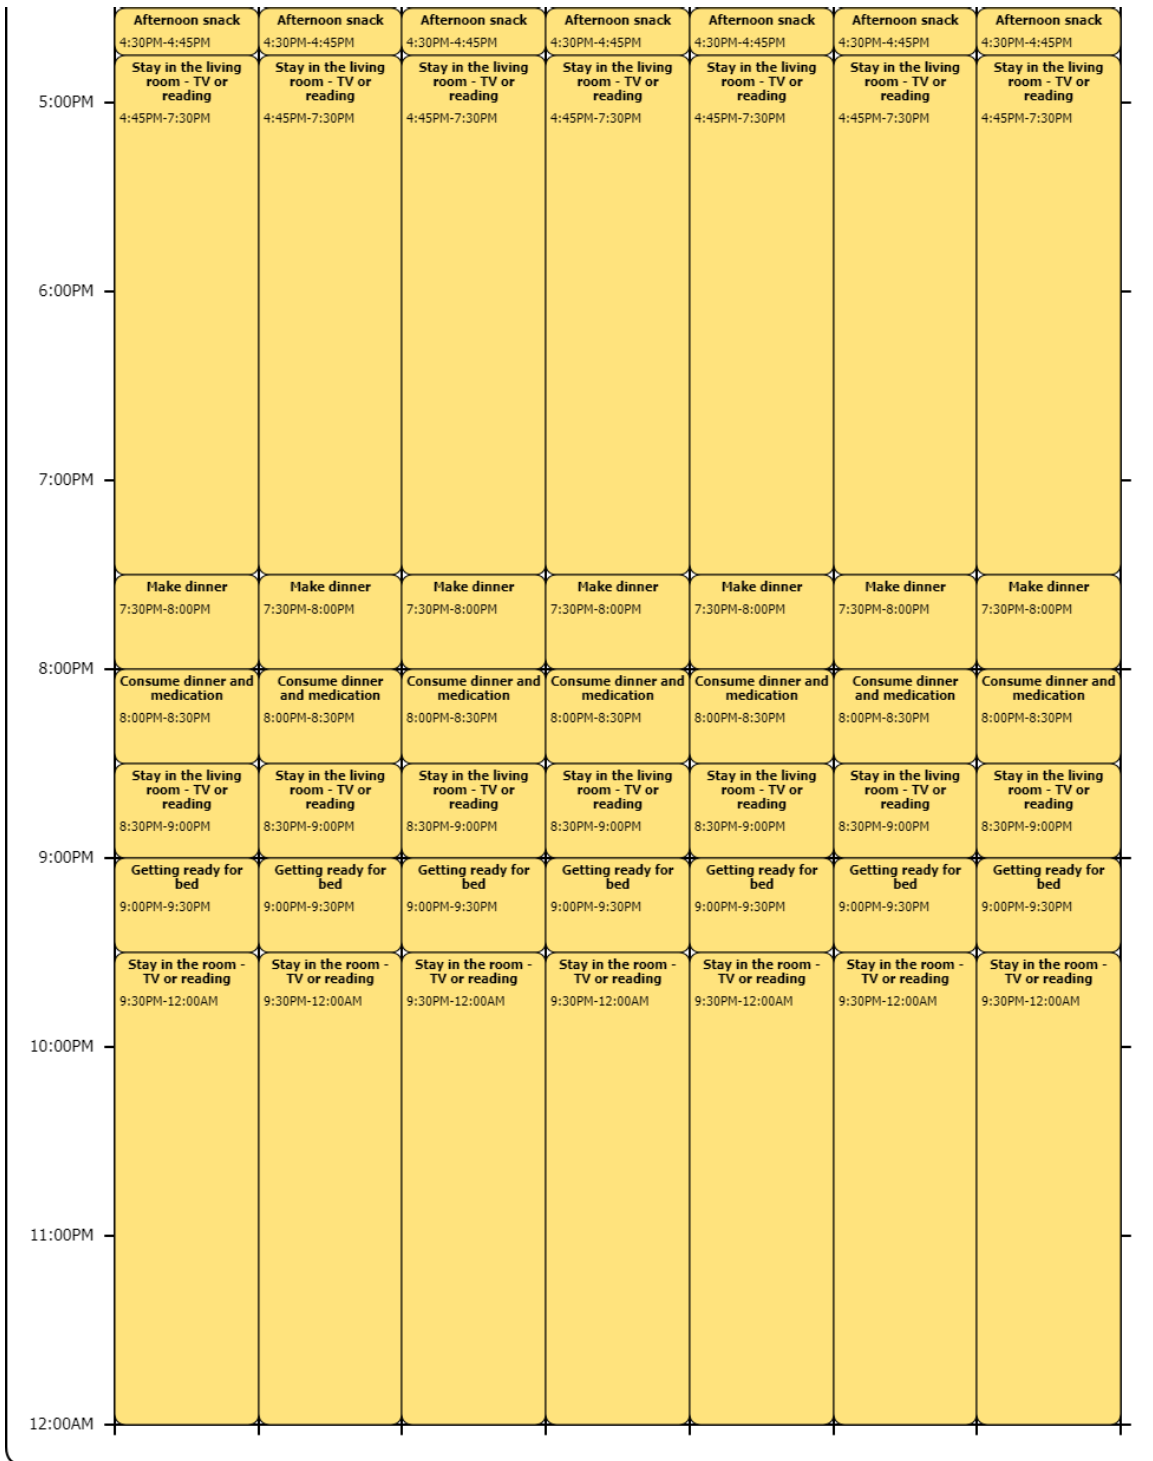 Afternoon snack Afternoon snack Afternoon snack Afternoon snack Afternoon snack Afternoon snack Afternoon snack
4:30PM-4:45PM 4:30PM-4:45PM 4:30PM-4:45PM 4:30PM-4:45PM 4:30PM-4:45PM 4:30PM-4:45PM 4:30PM-4:45PM
Stay in the living Stay in the living Stay in the living Stay in the living Stay in the living Stay in the living Stay in the living
room - TV or room - TV or room - TV or room - TV or room - TV or room - TV or room - TV or
5:00PM reading reading reading reading reading reading reading
4:45PM-7:30PM 4:45PM-7:30PM 4:45PM-7:30PM 4:45PM-7:30PM 4:45PM-7:30PM 4:45PM-7:30PM 4:45PM-7:30PM
6:00PM
7:00PM
Make dinner Make dinner Make dinner Make dinner Make dinner Make dinner Make dinner
7:30PM-8:00PM 7:30PM-8:00PM 7:30PM-8:00PM 7:30PM-8:00PM 7:30PM-8:00PM 7:30PM-8:00PM 7:30PM-8:00PM
8:00PM
Consume dinner and Consume dinner Consume dinner and Consume dinner and Consume dinner and Consume dinner Consume dinner and
medication and medication medication medication medication and medication medication
8:00PM-8:30PM 8:00PM-8:30PM 8:00PM-8:30PM 8:00PM-8:30PM 8:00PM-8:30PM 8:00PM-8:30PM 8:00PM-8:30PM
Stay in the living Stay in the living Stay in the living Stay in the living Stay in the living Stay in the living Stay in the living
room - TV or room - TV or room - TV or room - TV or room - TV or room - TV or room - TV or
reading reading reading reading reading reading reading
8:30PM-9:00PM 8:30PM-9:00PM 8:30PM-9:00PM 8:30PM-9:00PM 8:30PM-9:00PM 8:30PM-9:00PM 8:30PM-9:00PM
9:00PM
Getting ready for Getting ready for Getting ready for Getting ready for Getting ready for Getting ready for Getting ready for
bed bed bed bed bed bed bed
9:00PM-9:30PM 9:00PM-9:30PM 9:00PM-9:30PM 9:00PM-9:30PM 9:00PM-9:30PM 9:00PM-9:30PM 9:00PM-9:30PM
Stay in the room - Stay in the room - Stay in the room - Stay in the room - Stay in the room - Stay in the room - Stay in the room -
TV or reading TV or reading TV or reading TV or reading TV or reading TV or reading TV or reading
9:30PM-12:00AM 9:30PM-12:00AM 9:30PM-12:00AM 9:30PM-12:00AM 9:30PM-12:00AM 9:30PM-12:00AM 9:30PM-12:00AM
10:00PM
11:00PM
12:00AM